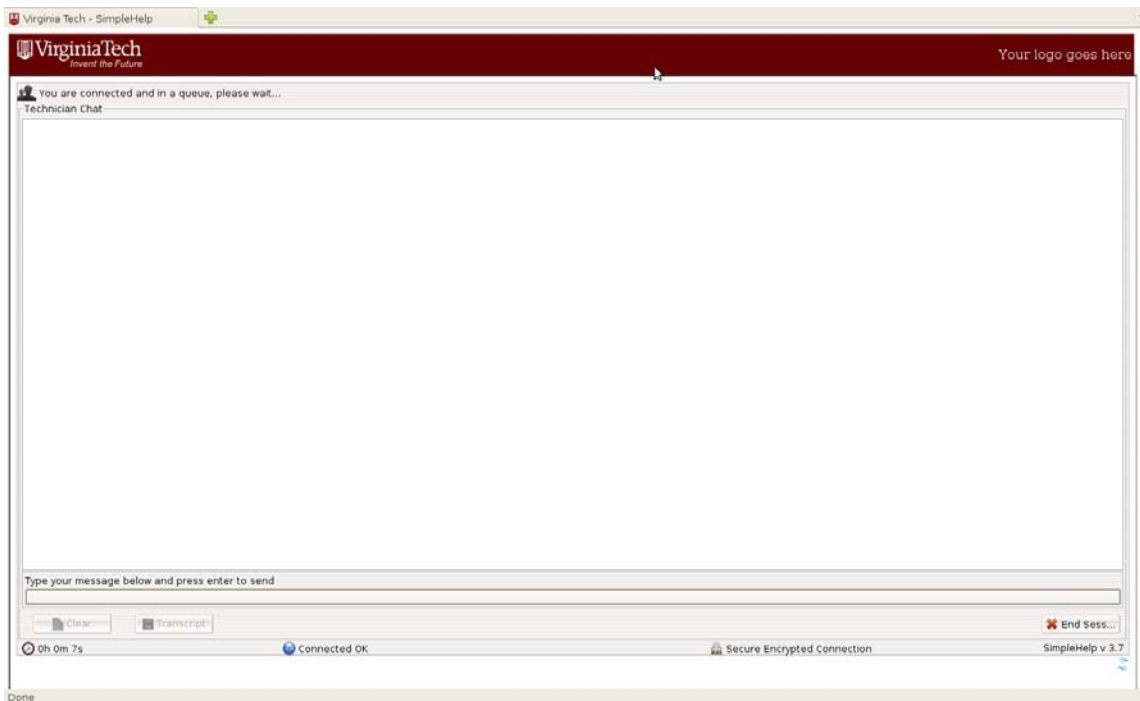 Virginia Tech - SimpleHelp
VirginiaTech
Invent the Future
Your logo goes here
You are connected and in a queue, please wait...
Technician Chat
Type your message below and press enter to send
Clear
Transcript
End Sess...
0h 0m 7s
Connected OK
Secure Encrypted Connection
SimpleHelp v 3.7
Done